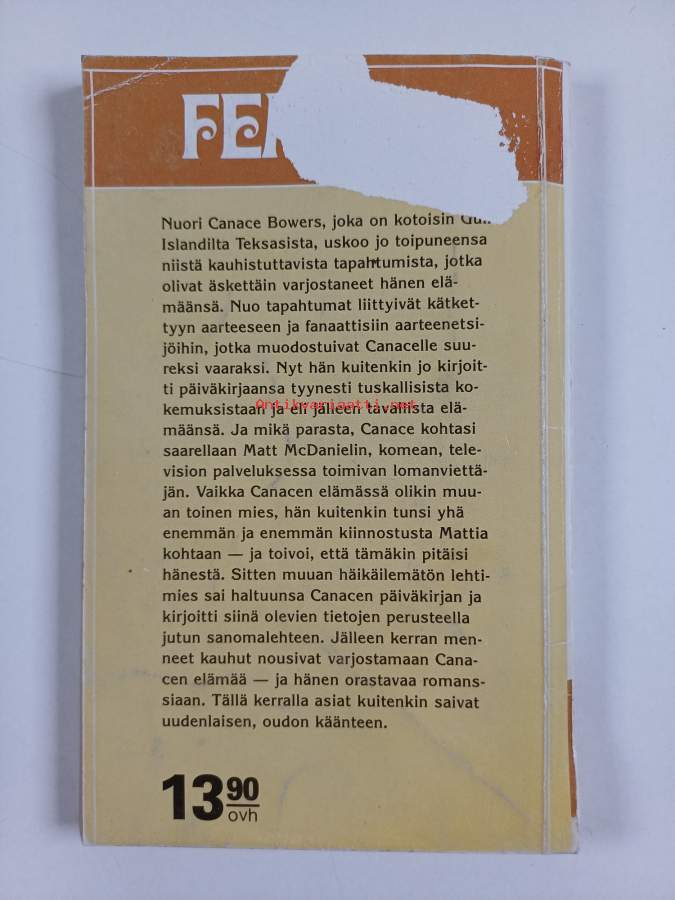 Nuori Canace Bowers, joka on kotoisin
Islandilta Teksasista, uskoo jo toipuneensa
niistä kauhistuttavista tapahtumista, jotka
olivat äskettäin varjostaneet hänen elä-
määnsä. Nuo tapahtumat liittyivät kätket-
tyyn aarteeseen ja fanaattisiin aarteenetsi-
jöihin, jotka muodostuivat Canacelle suu-
reksi vaaraksi. Nyt hän kuitenkin jo kirjoit-
ti päiväkirjaansa tyynesti tuskallisista ko-
kemuksistaan ja eli jälleen tavallista elä-
Antikvariaatti.net
määnsä. Ja mikä parasta, Canace kohtasi
saarellaan Matt McDanielin, komean, tele-
vision palveluksessa toimivan lomanviettä-
jän. Vaikka Canacen elämässä olikin muu-
an toinen mies, hän kuitenkin tunsi yhä
enemmän ja enemmän kiinnostusta Mattia
kohtaan — ja toivoi, että tämäkin pitäisi
hänestä. Sitten muuan häikäilemätön lehti-
mies sai haltuunsa Canacen päiväkirjan ja
kirjoitti siinä olevien tietojen perusteella
jutun sanomalehteen. Jälleen kerran men-
neet kauhut nousivat varjostamaan Cana-
cen elämää — ja hänen orastavaa romans-
siaan. Tällä kerralla asiat kuitenkin saivat
uudenlaisen, oudon käänteen.
13 90
ovh